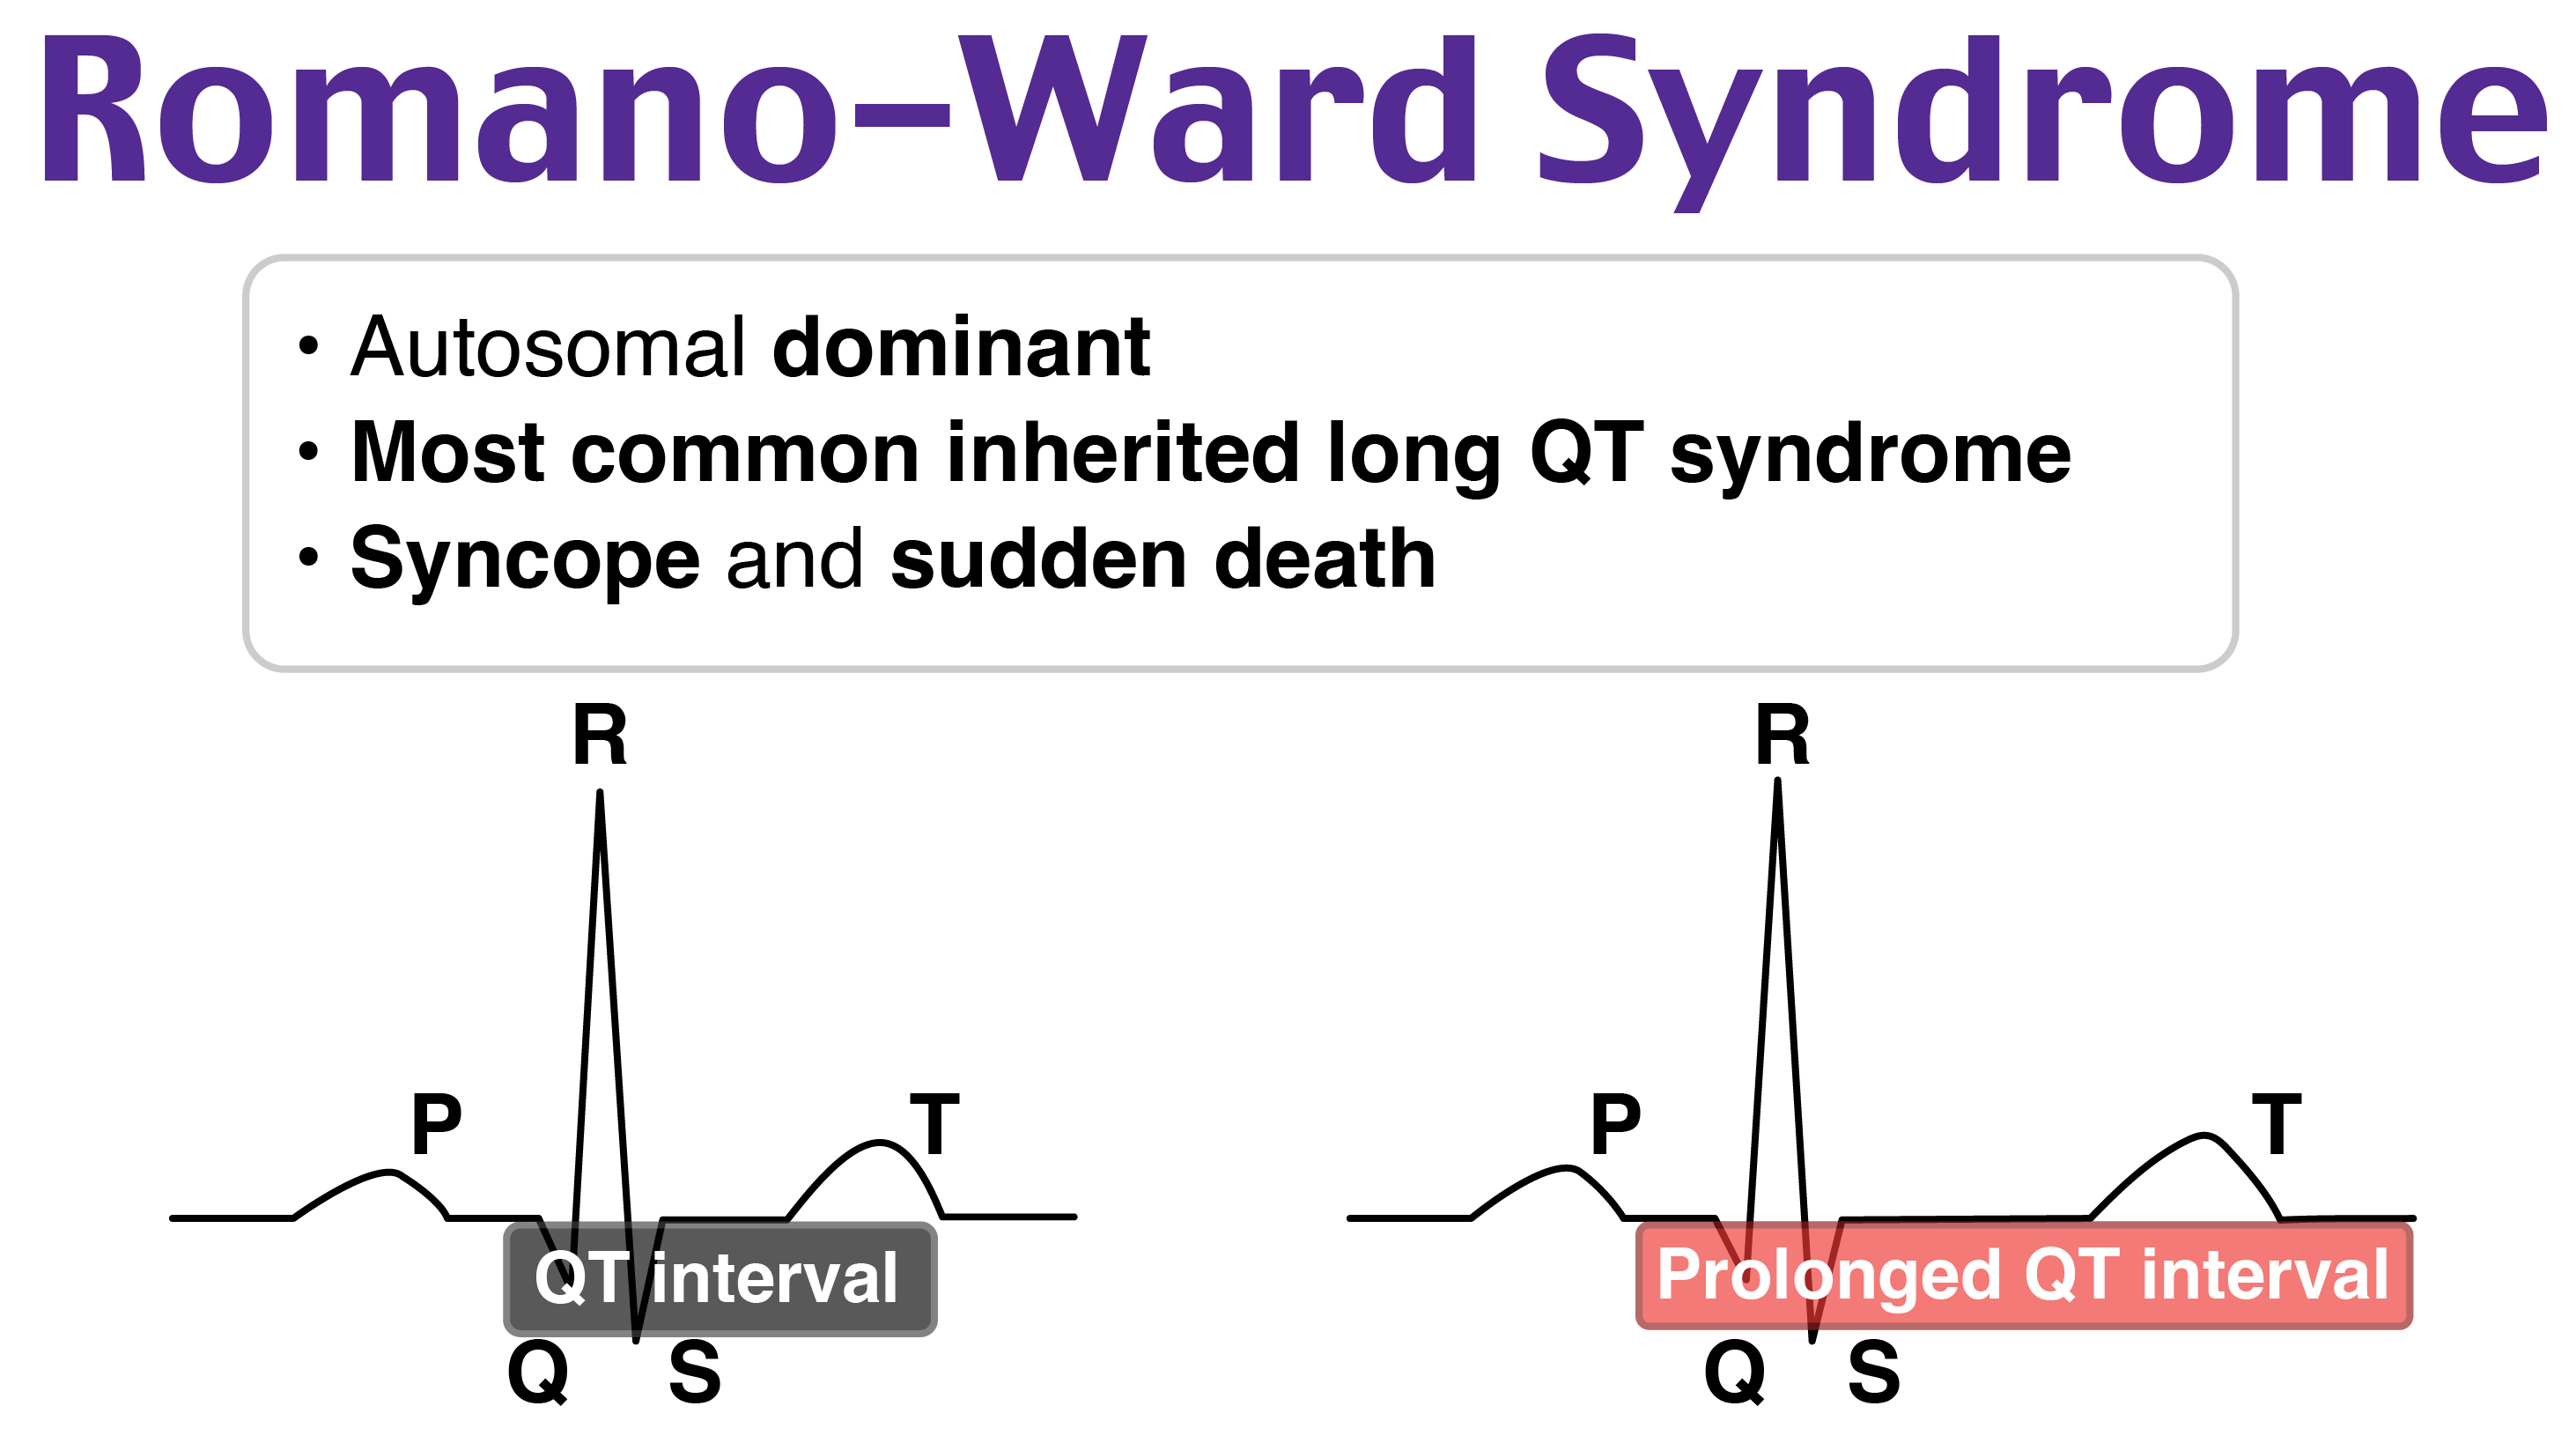 Romano–Ward Syndrome
• Autosomal dominant
• Most common inherited long QT syndrome
• Syncope and sudden death
R
P
T
QT interval
Q
S
R
P
T
Prolonged QT interval
Q
S